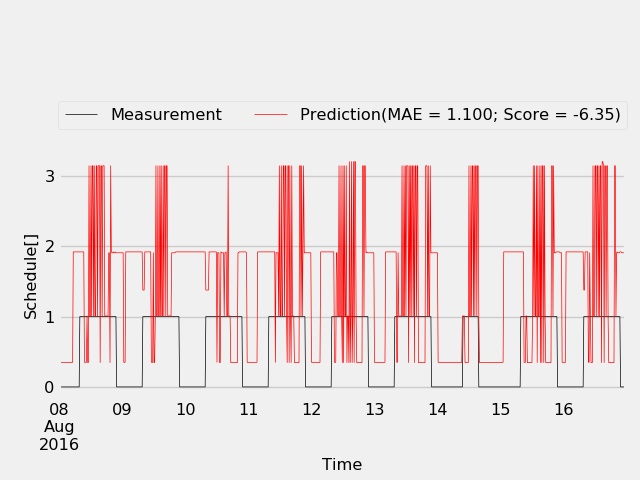 Measurement
Prediction(MAE = 1.100; Score = -6.35)
3
2
1
0
Schedule[]
08 09 10 11 12 13 14 15 16
Aug
2016
Time